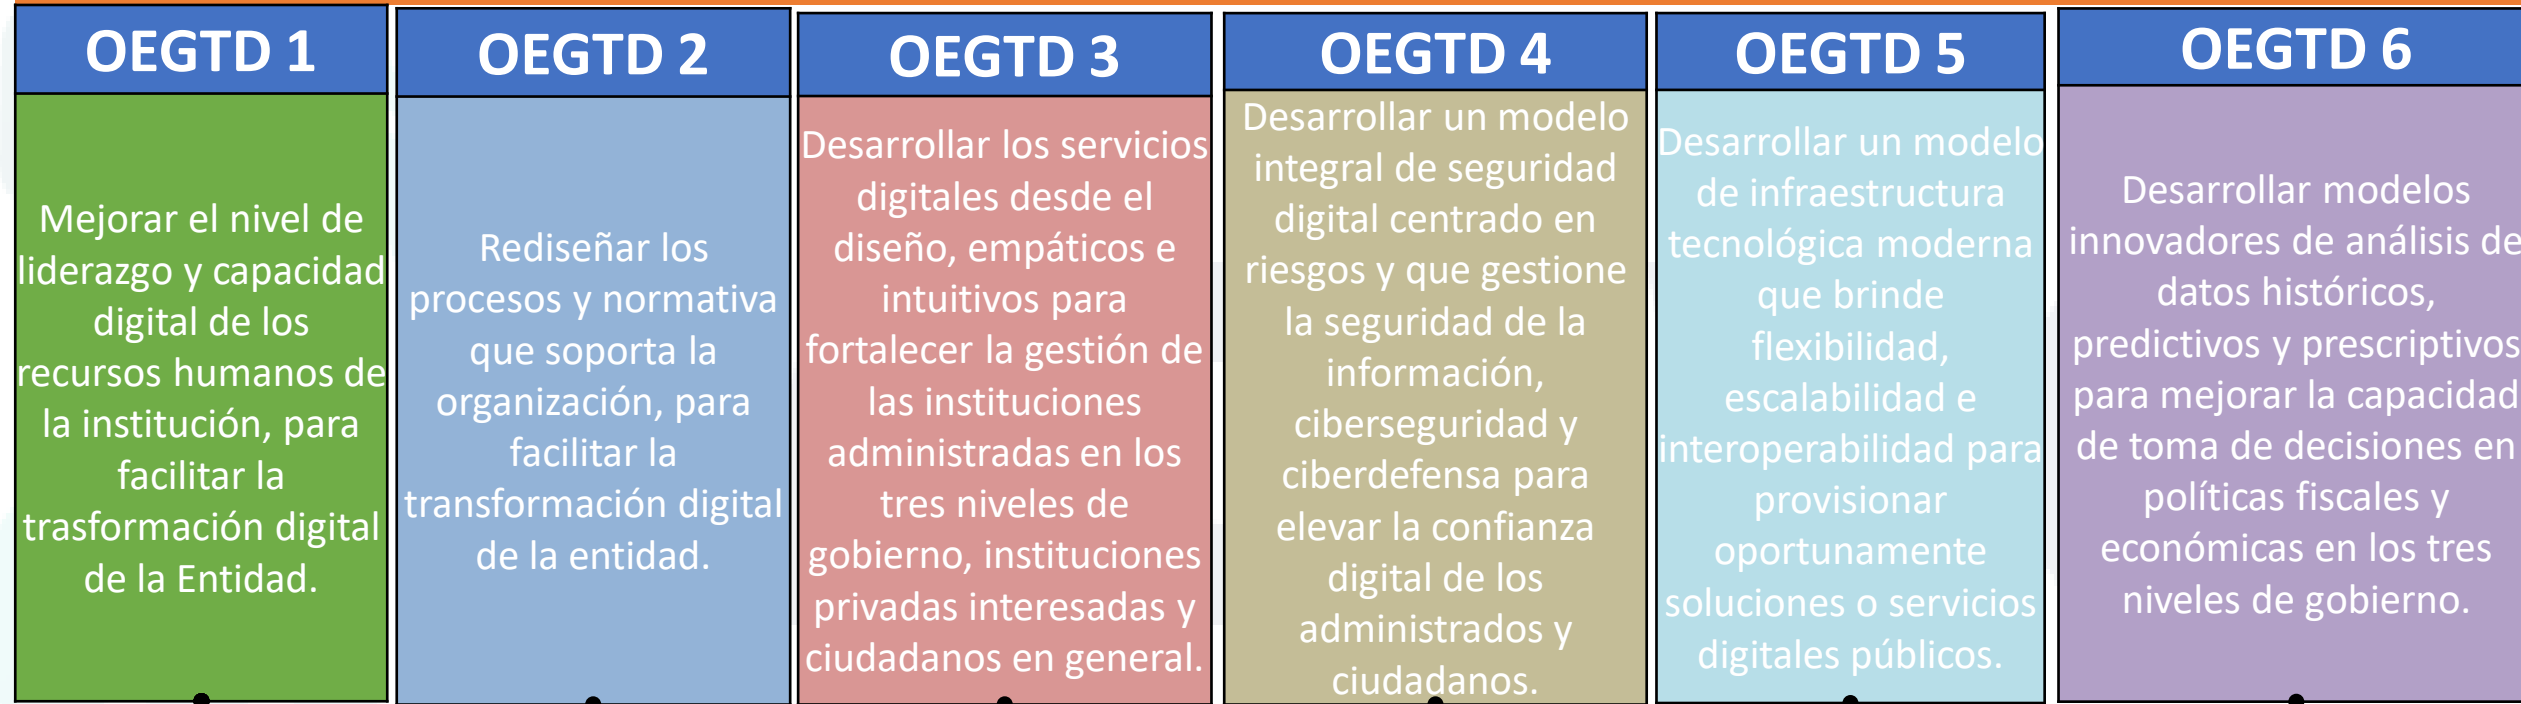 OEGTD 1
Mejorar el nivel de
liderazgo y capacidad
digital de los
recursos humanos de
la institución, para
facilitar la
trasformación digital
de la Entidad.
OEGTD 2
Rediseñar los
procesos y normativa
que soporta la
organización, para
facilitar la
transformación digital
de la entidad.
OEGTD 3
Desarrollar los servicios
digitales desde el
diseño, empáticos e
intuitivos para
fortalecer la gestión de
las instituciones
administradas en los
tres niveles de
gobierno, instituciones
privadas interesadas y
ciudadanos en general.
OEGTD 4
Desarrollar un modelo
integral de seguridad
digital centrado en
riesgos y que gestione
la seguridad de la
información,
ciberseguridad y
ciberdefensa para
elevar la confianza
digital de los
administrados y
ciudadanos.
OEGTD 5
Desarrollar un modelo
de infraestructura
tecnológica moderna
que brinde
flexibilidad,
escalabilidad e
interoperabilidad para
provisionar
oportunamente
soluciones o servicios
digitales públicos.
OEGTD 6
Desarrollar modelos
innovadores de análisis de
datos históricos,
predictivos y prescriptivos
para mejorar la capacidad
de toma de decisiones en
políticas fiscales y
económicas en los tres
niveles de gobierno.